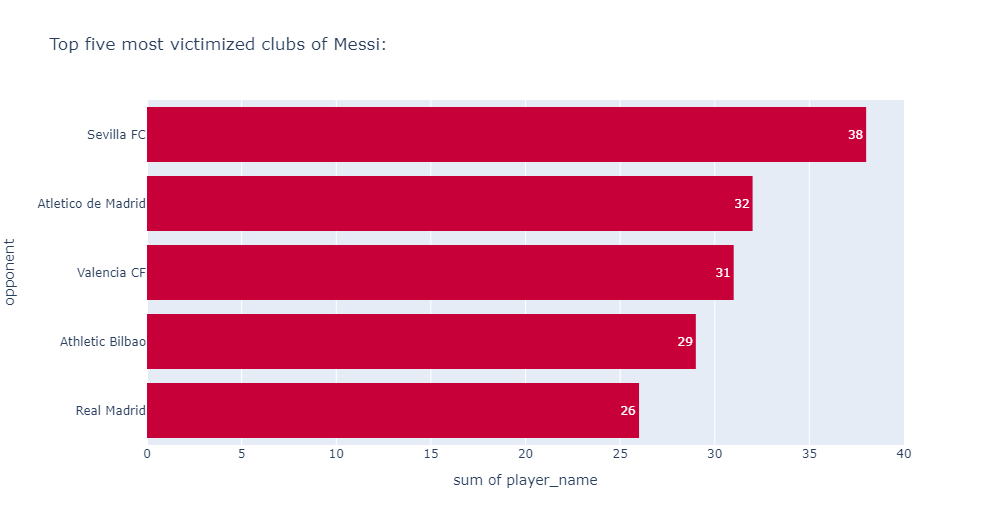 Top five most victimized clubs of Messi:
opponent
Sevilla FC
38
Atletico de Madrid
32
Valencia CF
31
Athletic Bilbao
29
Real Madrid
26
0 5 10 15 20 25 30 35 40
sum of player_name